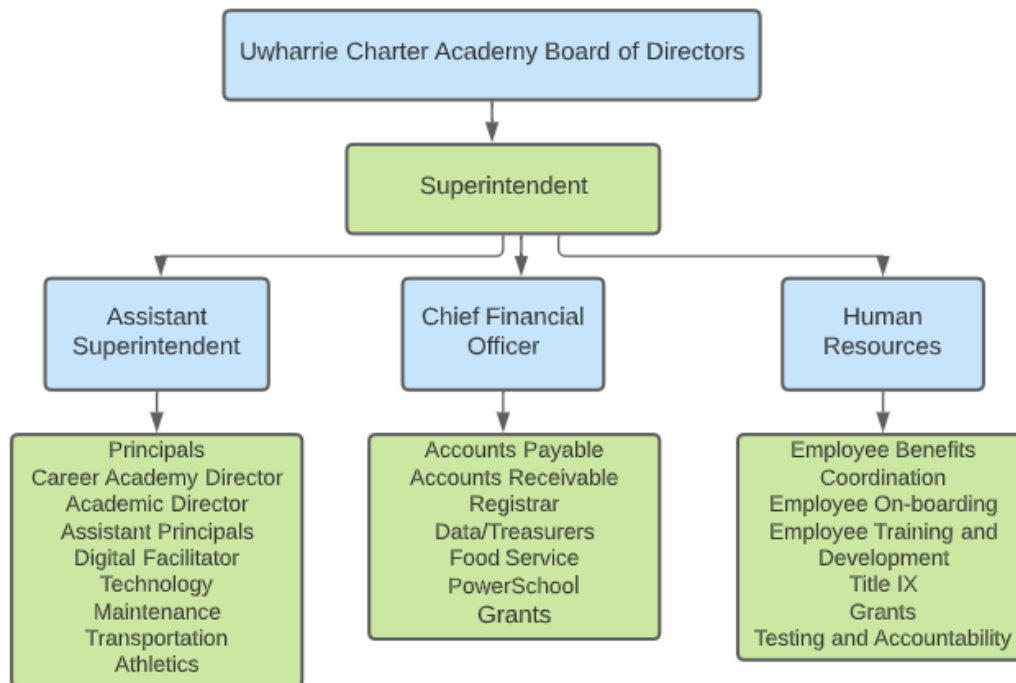 Uwharrie Charter Academy Board of Directors
Superintendent
Assistant
Superintendent
Chief Financial
Officer
Human
Resources
Principals
Career Academy Director
Academic Director
Assistant Principals
Digital Facilitator
Technology
Maintenance
Transportation
Athletics
Accounts Payable
Accounts Receivable
Registrar
Data/Treasurers
Food Service
PowerSchool
Grants
Employee Benefits
Coordination
Employee On-boarding
Employee Training and
Development
Title IX
Grants
Testing and Accountability